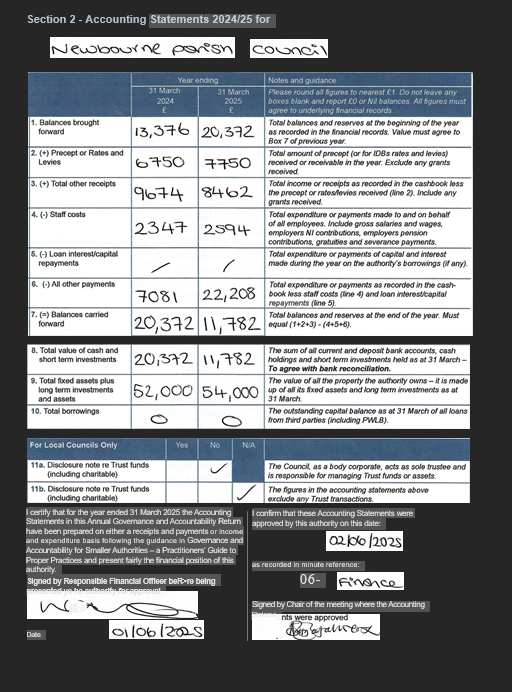 Section 2 - Accounting Statements 2024/25 for
Newbourne parish council
Year ending
Notes and guidance
31 March 2024 £
31 March 2025 £
Please round all figures to nearest £1. Do not leave any boxes blank and report £0 or Nil balances. All figures must agree to underlying financial records.
1. Balances brought forward
13,376
20,372
Total balances and reserves at the beginning of the year as recorded in the financial records. Value must agree to Box 7 of previous year.
2. (+) Precept or Rates and Levies
6750
7750
Total amount of precept (or for IDBs rates and levies) received or receivable in the year. Exclude any grants received.
3. (+) Total other receipts
9674
8462
Total income or receipts as recorded in the cashbook less the precept or rates/levies received (line 2). Include any grants received.
4. (-) Staff costs
2347
2594
Total expenditure or payments made to and on behalf of all employees. Include gross salaries and wages, employers NI contributions, employers pension contributions, gratuities and severance payments.
5. (-) Loan interest/capital repayments
/
/
Total expenditure or payments of capital and interest made during the year on the authority's borrowings (if any).
6. (-) All other payments
7081
22,208
Total expenditure or payments as recorded in the cash-book less staff costs (line 4) and loan interest/capital repayments (line 5).
7. (=) Balances carried forward
20,372
11,782
Total balances and reserves at the end of the year. Must equal (1+2+3) - (4+5+6).
8. Total value of cash and short term investments
20,372
11,782
The sum of all current and deposit bank accounts, cash holdings and short term investments held as at 31 March – To agree with bank reconciliation.
9. Total fixed assets plus long term investments and assets
52,000
54,000
The value of all the property the authority owns – it is made up of all its fixed assets and long term investments as at 31 March.
10. Total borrowings
0
0
The outstanding capital balance as at 31 March of all loans from third parties (including PWLB).
For Local Councils Only
Yes
No
N/A
11a. Disclosure note re Trust funds (including charitable)
✓
The Council, as a body corporate, acts as sole trustee and is responsible for managing Trust funds or assets.
11b. Disclosure note re Trust funds (including charitable)
✓
The figures in the accounting statements above exclude any Trust transactions.
I certify that for the year ended 31 March 2025 the Accounting
Statements in this Annual Governance and Accountability Return
have been prepared on either a receipts and payments or income
and expenditure basis following the guidance in Governance and
Accountability for Smaller Authorities – a Practitioners' Guide to
Proper Practices and present fairly the financial position of this
authority.
Signed by Responsible Financial Officer
being
Date
01/06/2025
I confirm that these Accounting Statements were
approved by this authority on this date:
02/06/2025
as recorded in minute reference:
06- Finance
Signed by Chair of the meeting where the Accounting
nts were approved